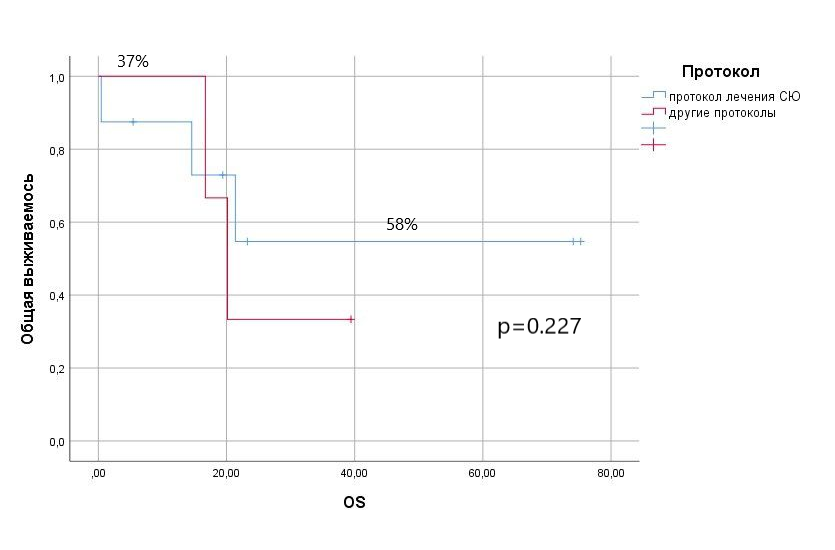 37%
Протокол
протокол лечения СЮ
другие протоколы
1,0
0,8
0,6
0,4
0,2
0,0
Общая выживаемось
58%
p=0.227
,00
20,00
40,00
60,00
80,00
OS